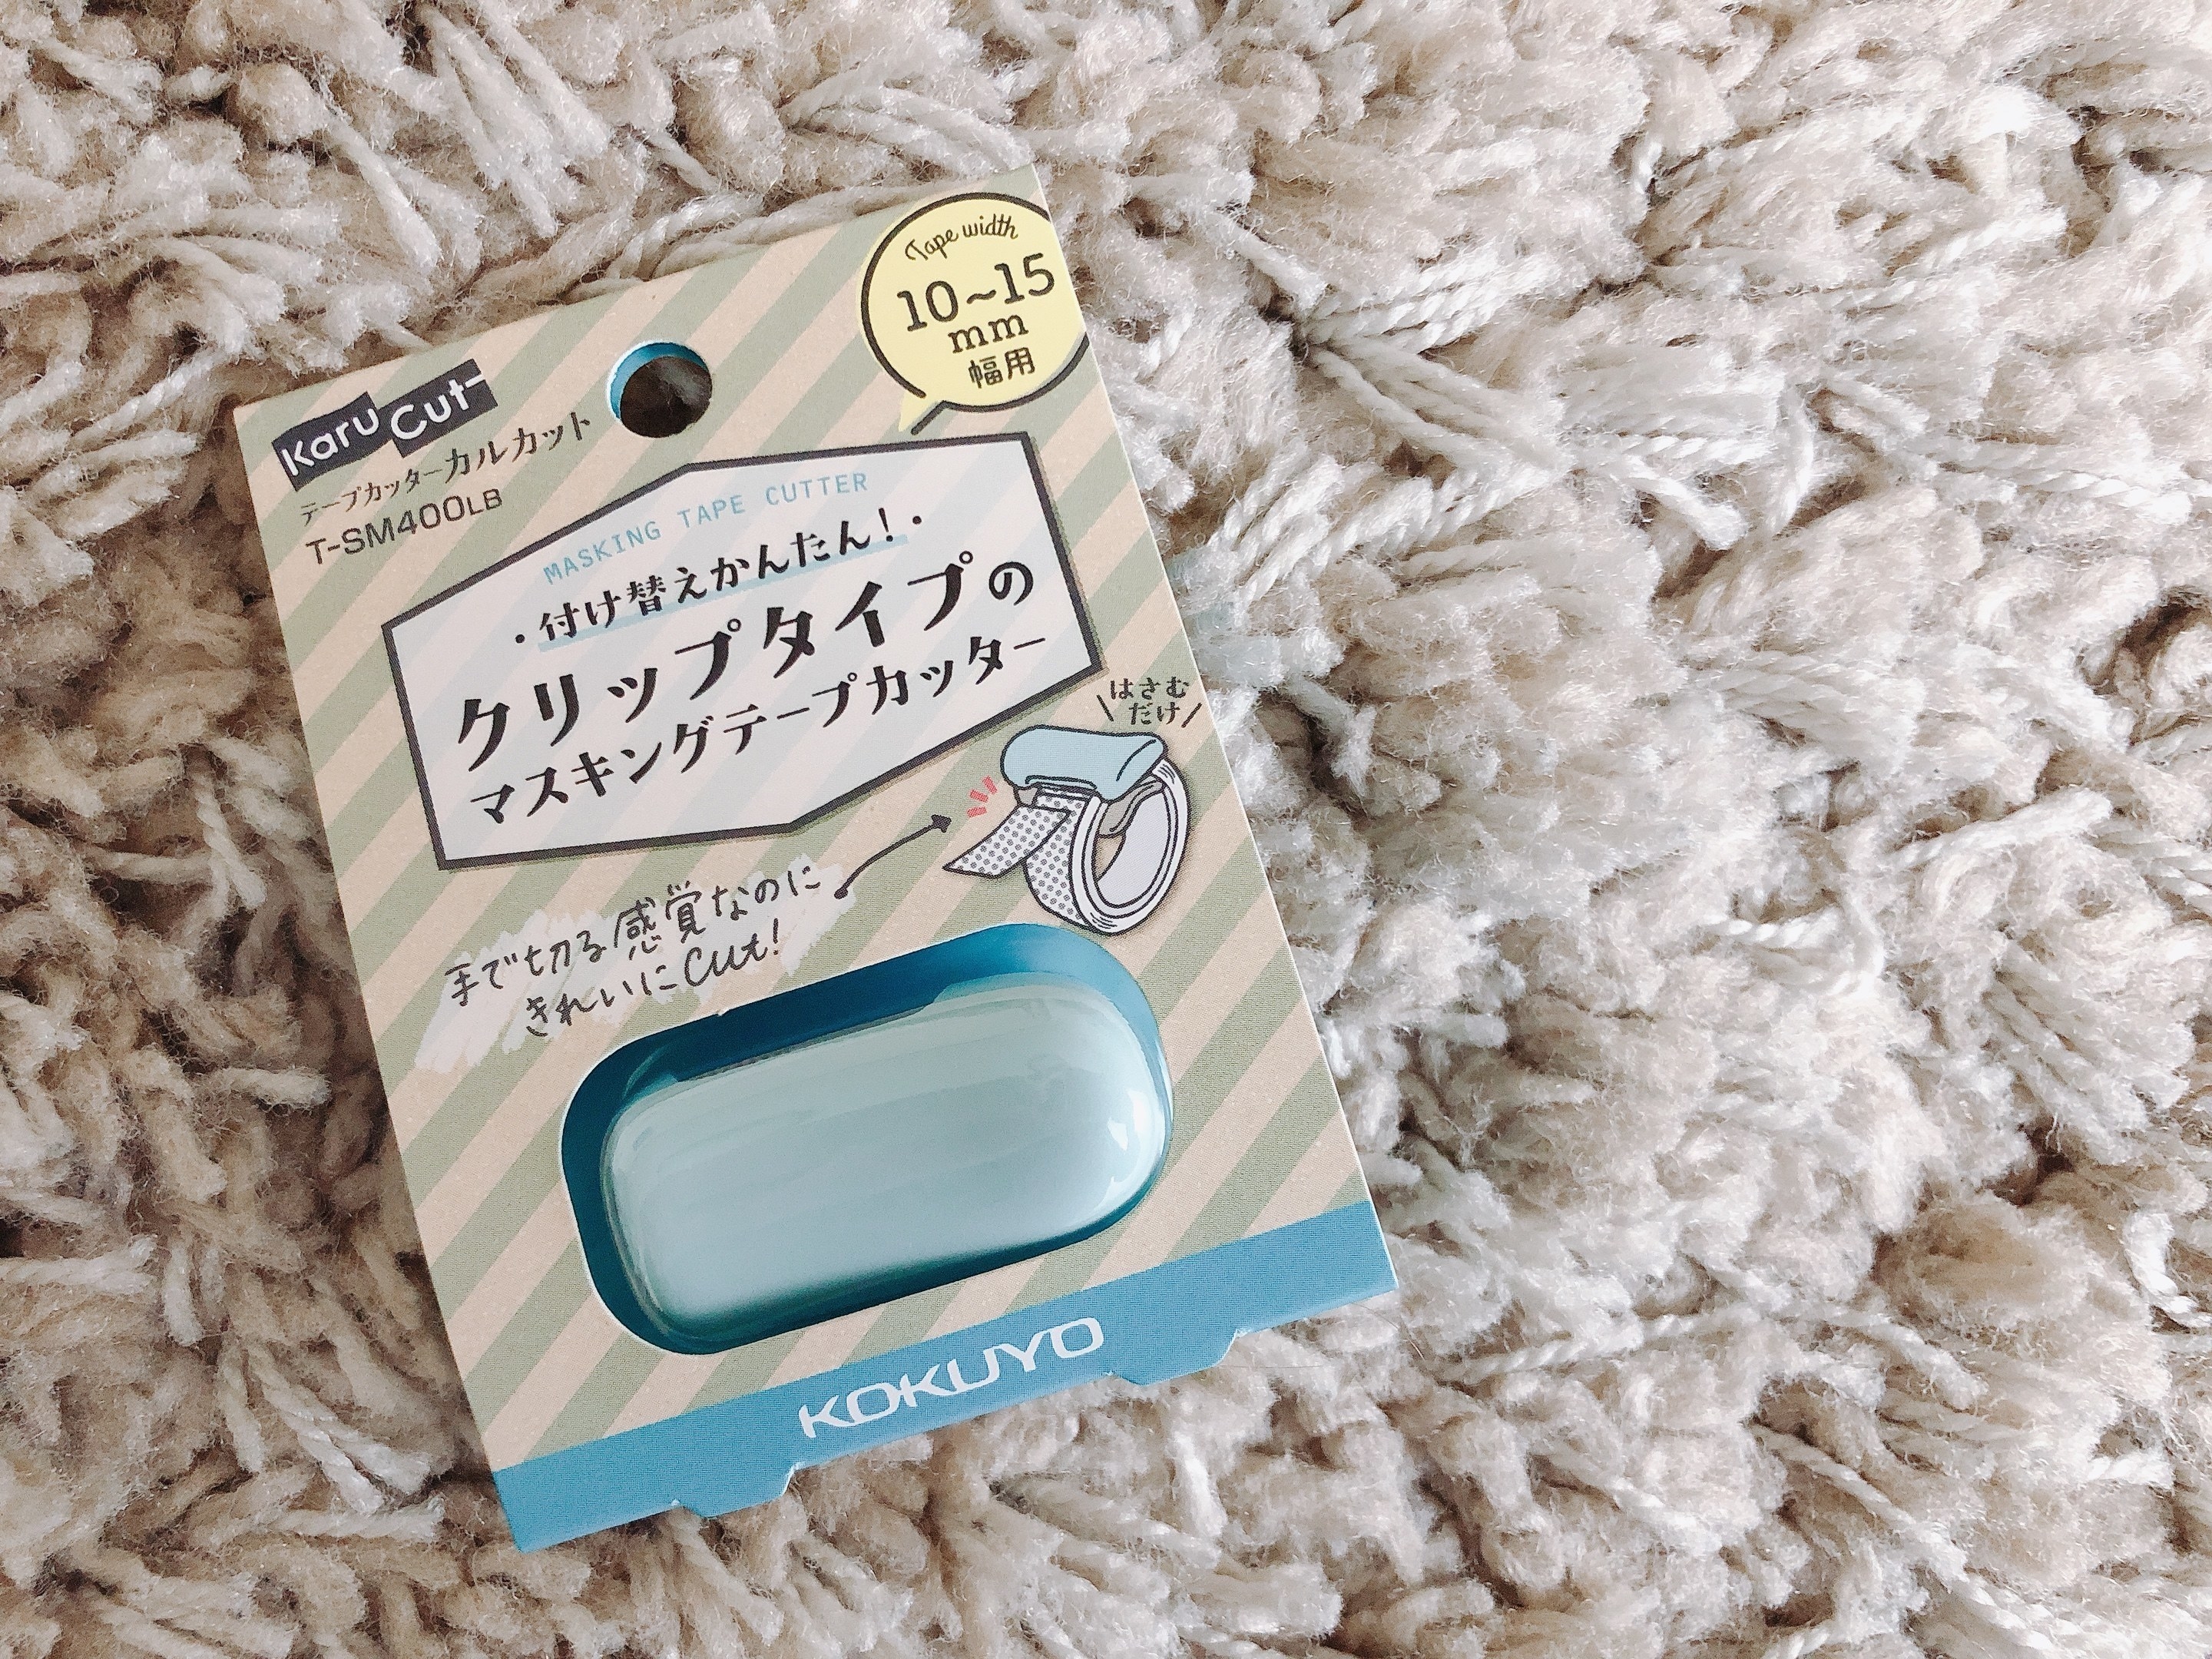 Karu Cut
テープカッターカルカット
T-SM400LB
Tape width
10~15
mm
幅用
MASKING TAPE CUTTER
・付け替えかんたん!・
クリップタイプの
マスキングテープカッター
はさむ
だけ
手で切る感覚なのに
きれいにCut!
KOKUYO